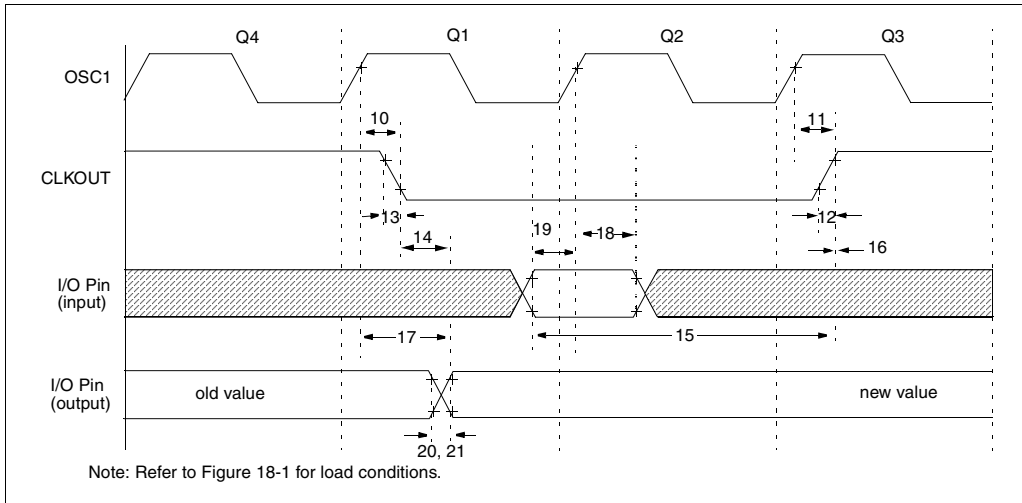 Q4 Q1 Q2 Q3
OSC1
10 11
CLKOUT
13 12
14 19 18 16
I/O Pin
(input)
17 15
I/O Pin
(output)
old value new value
20, 21
Note: Refer to Figure 18-1 for load conditions.